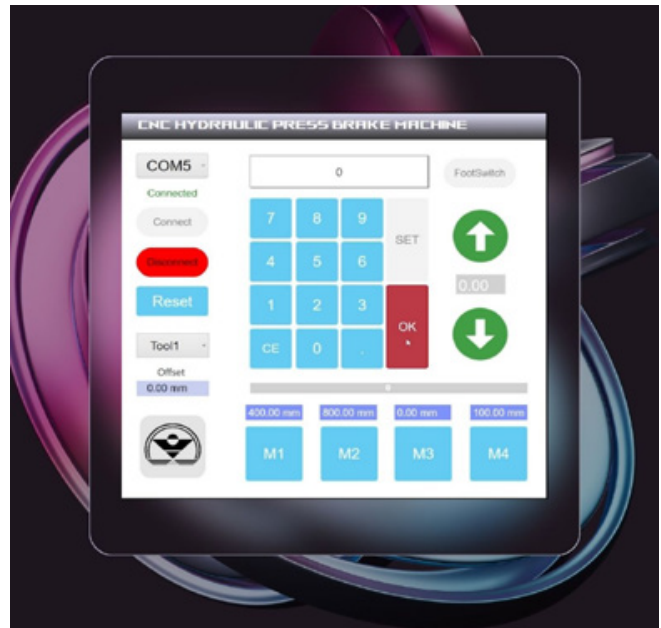 CNC HYDRAULIC PRESS BRAKE MACHINE
COM5
0
FootSwitch
Connected
Connect
7 8 9
SET
4 5 6
Disconnect
0.00
Reset
1 2 3
OK
Tool1
CE 0 .
Offset
0.00 mm
0
400.00 mm 800.00 mm 0.00 mm 100.00 mm
M1 M2 M3 M4